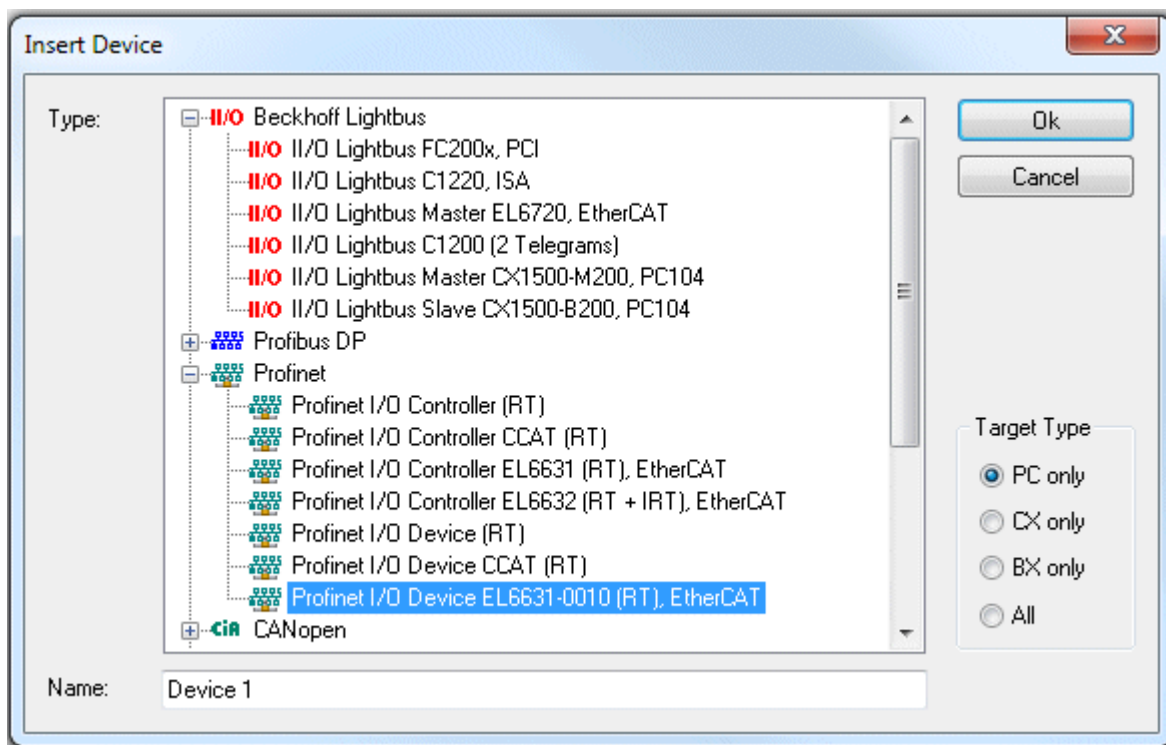 Insert Device
Type:
II/O Beckhoff Lightbus
II/O II/O Lightbus FC200x, PCI
II/O II/O Lightbus C1220, ISA
II/O II/O Lightbus Master EL6720, EtherCAT
II/O II/O Lightbus C1200 (2 Telegrams)
II/O II/O Lightbus Master CX1500-M200, PC104
II/O II/O Lightbus Slave CX1500-B200, PC104
Profibus DP
Profinet
Profinet I/O Controller (RT)
Profinet I/O Controller CCAT (RT)
Profinet I/O Controller EL6631 (RT), EtherCAT
Profinet I/O Controller EL6632 (RT + IRT), EtherCAT
Profinet I/O Device (RT)
Profinet I/O Device CCAT (RT)
Profinet I/O Device EL6631-0010 (RT), EtherCAT
CiA CANopen
Ok
Cancel
Target Type
PC only
CX only
BX only
All
Name:
Device 1